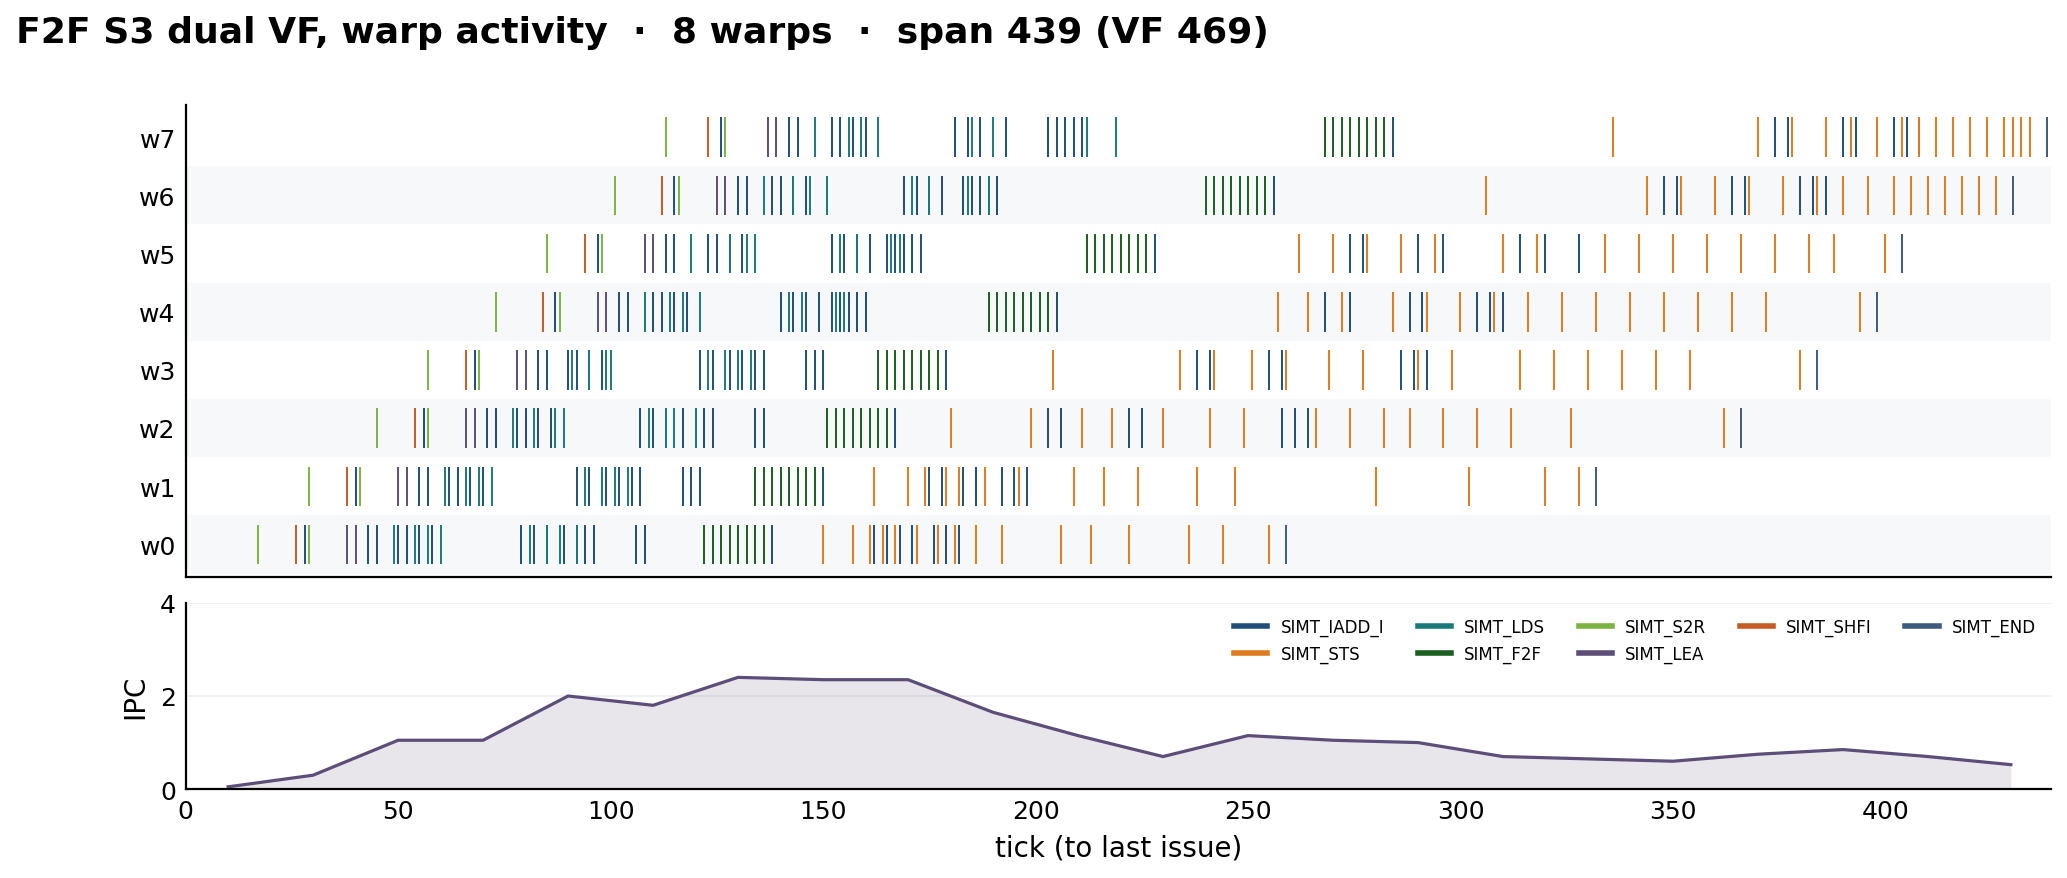 F2F S3 dual VF, warp activity · 8 warps · span 439 (VF 469)
w7
w6
w5
w4
w3
w2
w1
w0
4
2
0
IPC
SIMT_IADD_I SIMT_LDS SIMT_S2R SIMT_SHFI SIMT_END
SIMT_STS SIMT_F2F SIMT_LEA
0 50 100 150 200 250 300 350 400
tick (to last issue)